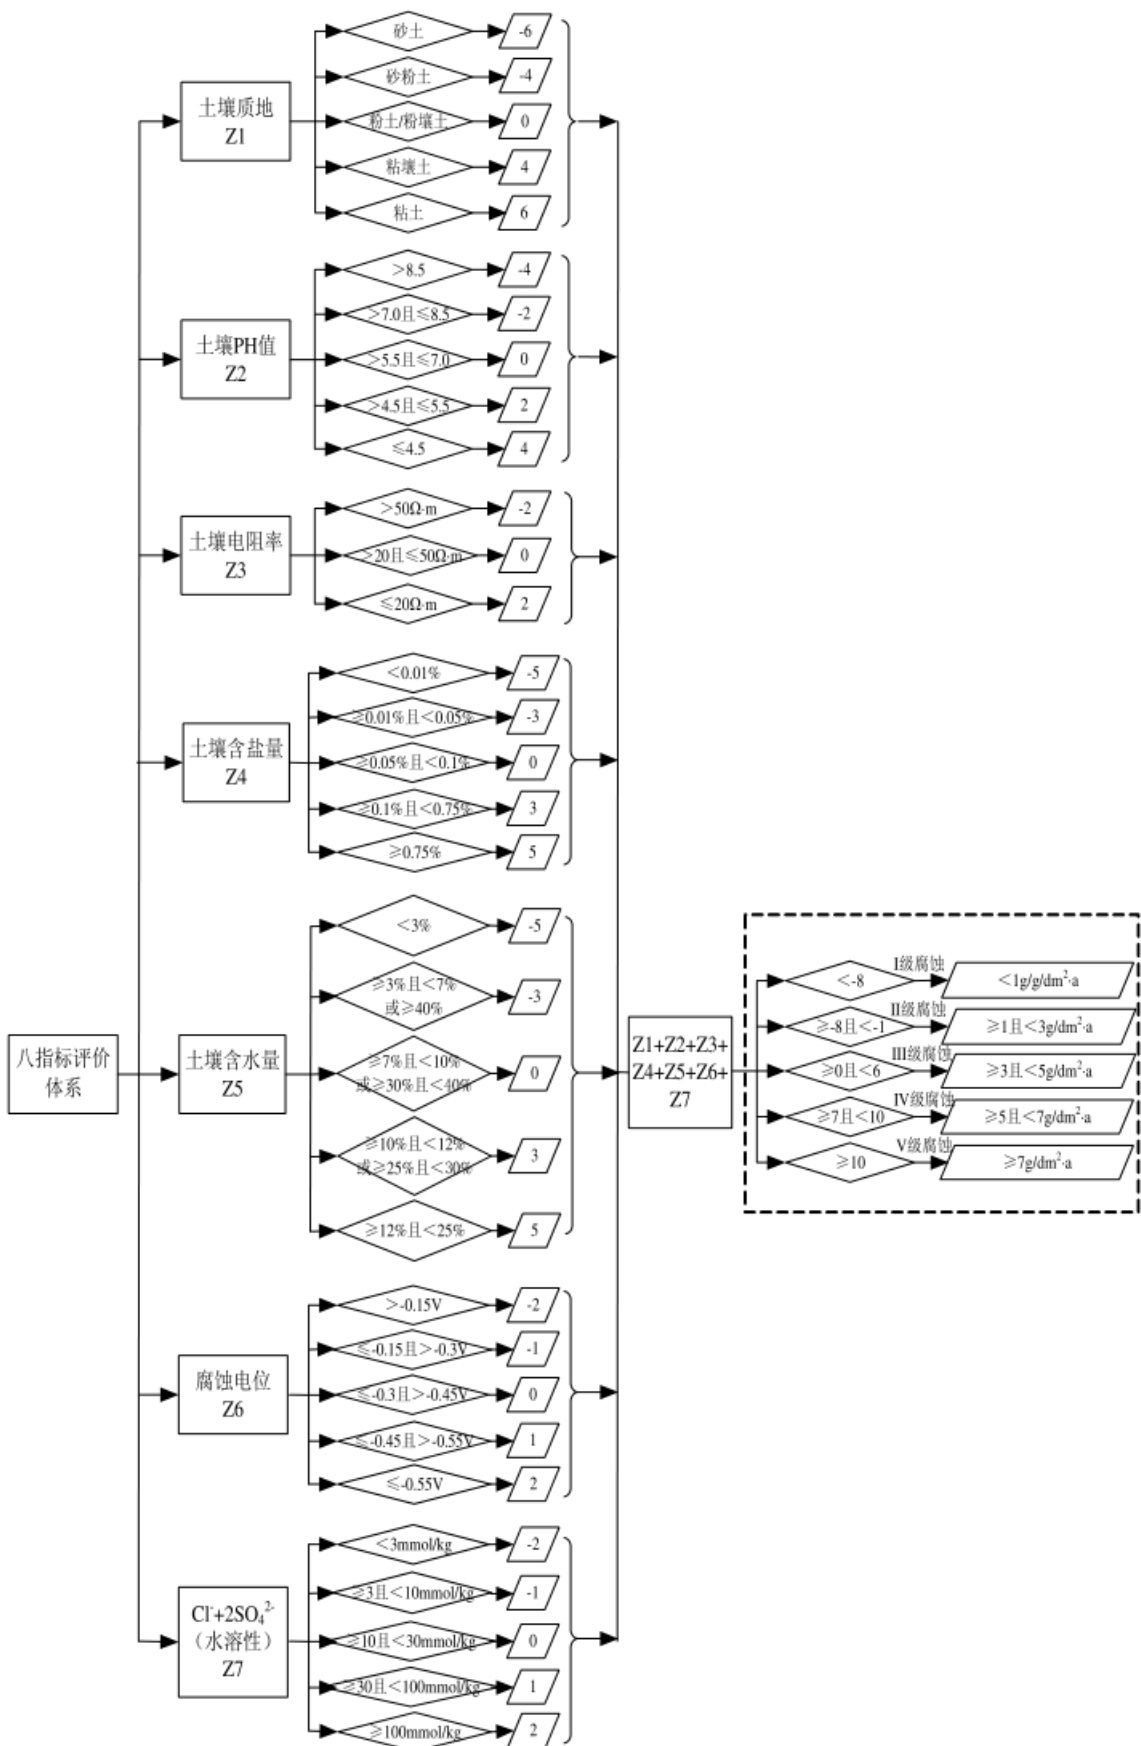 八指标评价
体系
土壤质地
Z1
砂土
-6
砂粉土
-4
粉土/粉壤土
0
粘壤土
4
粘土
6
土壤PH值
Z2
>8.5
-4
>7.0且≤8.5
-2
>5.5且≤7.0
0
>4.5且≤5.5
2
≤4.5
4
土壤电阻率
Z3
>50Ω·m
-2
>20且≤50Ω·m
0
≤20Ω·m
2
土壤含盐量
Z4
<0.01%
-5
≥0.01%且<0.05%
-3
≥0.05%且<0.1%
0
≥0.1%且<0.75%
3
≥0.75%
5
土壤含水量
Z5
<3%
-5
≥3%且<7%
或≥40%
-3
≥7%且<10%
或≥30%且<40%
0
≥10%且<12%
或≥25%且<30%
3
≥12%且<25%
5
腐蚀电位
Z6
>-0.15V
-2
≤-0.15且>-0.3V
-1
≤-0.3且>-0.45V
0
≤-0.45且>-0.55V
1
≤-0.55V
2
Cl⁻+2SO₄²⁻
（水溶性）
Z7
<3mmol/kg
-2
≥3且<10mmol/kg
-1
≥10且<30mmol/kg
0
≥30且<100mmol/kg
1
≥100mmol/kg
2
Z1+Z2+Z3+
Z4+Z5+Z6+
Z7
<-8
I级腐蚀
<1g/g/dm²·a
≥-8且<-1
II级腐蚀
≥1且<3g/dm²·a
≥0且<6
III级腐蚀
≥3且<5g/dm²·a
≥7且<10
IV级腐蚀
≥5且<7g/dm²·a
≥10
V级腐蚀
≥7g/dm²·a